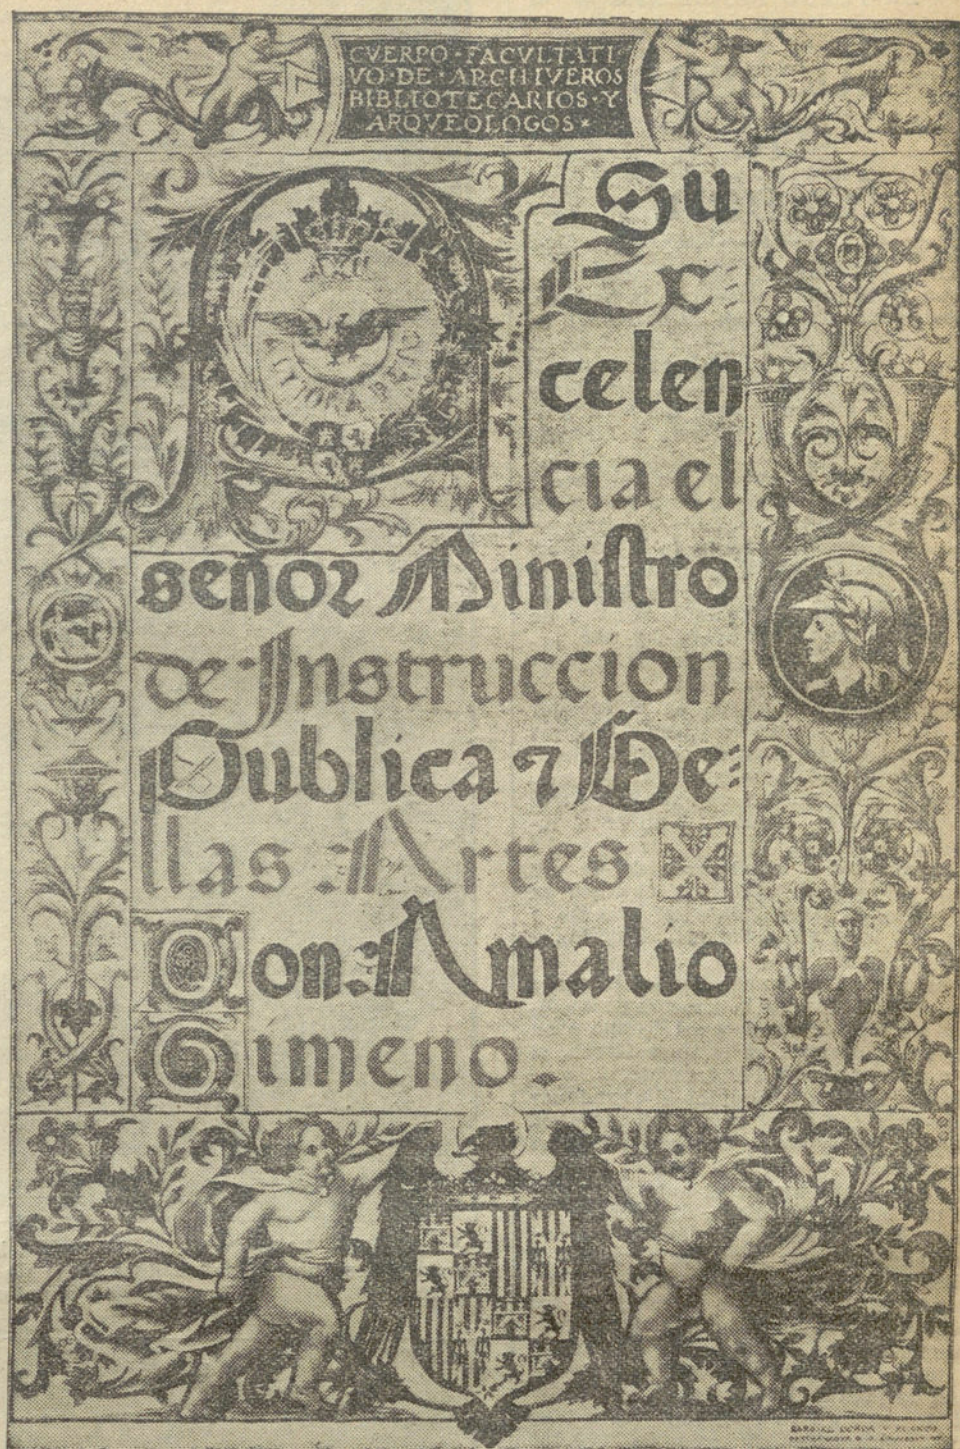 CVERPO·FACVLTATI
VO·DE·ARCHIVEROS
BIBLIOTECARIOS·Y
ARQVEOLOGOS
A Su
Ex=
celen
cia el
señor Miniſtro
de Instruccion
Publica ⁊ Be=
llas Artes
Don Amalio
Gimeno.